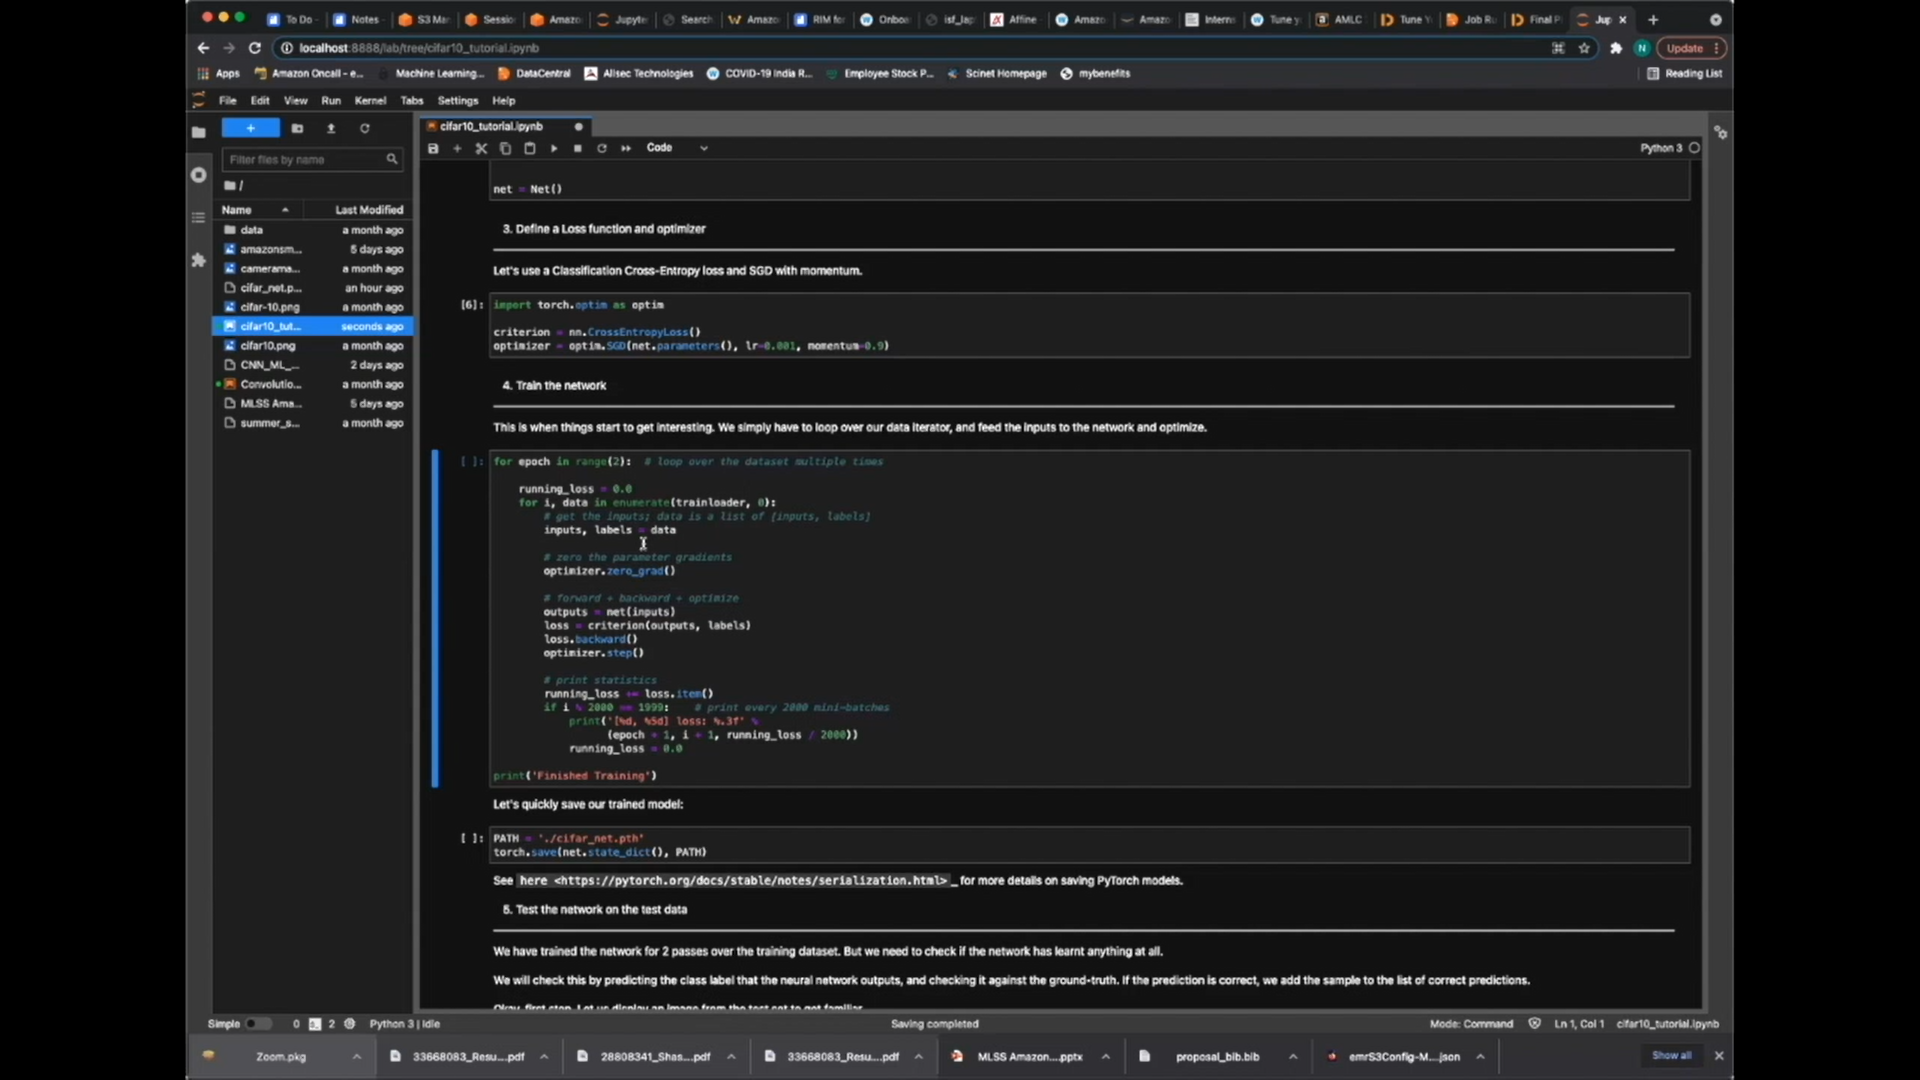 To Do -
Notes -
S3 Ma
Sessio
Amazo
Jupyte
Search
Amazo
RIM for
Onboa
isf_lap
Affine
Amazo
Amazo
Intern
Tune y
AMLC
Tune Y
Job Ru
Final P
Jup
localhost:8888/lab/tree/cifar10_tutorial.ipynb
N
Update
Apps
Amazon Oncall - e...
Machine Learning...
DataCentral
Allsec Technologies
COVID-19 India R...
Employee Stock P...
Scinet Homepage
mybenefits
Reading List
File Edit View Run Kernel Tabs Settings Help
cifar10_tutorial.ipynb
Code
Python 3
Filter files by name
/
Name Last Modified
data a month ago
amazonsm... 5 days ago
camerama... a month ago
cifar_net.p... an hour ago
cifar-10.png a month ago
cifar10_tut... seconds ago
cifar10.png a month ago
CNN_ML_... 2 days ago
Convolutio... a month ago
MLSS Ama... 5 days ago
summer_s... a month ago
net = Net()
3. Define a Loss function and optimizer
Let's use a Classification Cross-Entropy loss and SGD with momentum.
[6]: import torch.optim as optim
criterion = nn.CrossEntropyLoss()
optimizer = optim.SGD(net.parameters(), lr=0.001, momentum=0.9)
4. Train the network
This is when things start to get interesting. We simply have to loop over our data iterator, and feed the inputs to the network and optimize.
[ ]: for epoch in range(2): # loop over the dataset multiple times
running_loss = 0.0
for i, data in enumerate(trainloader, 0):
# get the inputs; data is a list of [inputs, labels]
inputs, labels = data
# zero the parameter gradients
optimizer.zero_grad()
# forward + backward + optimize
outputs = net(inputs)
loss = criterion(outputs, labels)
loss.backward()
optimizer.step()
# print statistics
running_loss += loss.item()
if i % 2000 == 1999: # print every 2000 mini-batches
print('[%d, %5d] loss: %.3f' %
(epoch + 1, i + 1, running_loss / 2000))
running_loss = 0.0
print('Finished Training')
Let's quickly save our trained model:
[ ]: PATH = './cifar_net.pth'
torch.save(net.state_dict(), PATH)
See here <https://pytorch.org/docs/stable/notes/serialization.html>_ for more details on saving PyTorch models.
5. Test the network on the test data
We have trained the network for 2 passes over the training dataset. But we need to check if the network has learnt anything at all.
We will check this by predicting the class label that the neural network outputs, and checking it against the ground-truth. If the prediction is correct, we add the sample to the list of correct predictions.
Okay, first step. Let us display an image from the test set to get familiar.
Simple 0 2 Python 3 | Idle Saving completed Mode: Command Ln 1, Col 1 cifar10_tutorial.ipynb
Zoom.pkg
33668083_Resu....pdf
28808341_Shas....pdf
33668083_Resu....pdf
MLSS Amazon....pptx
proposal_bib.bib
emrS3Config-M....json
Show all